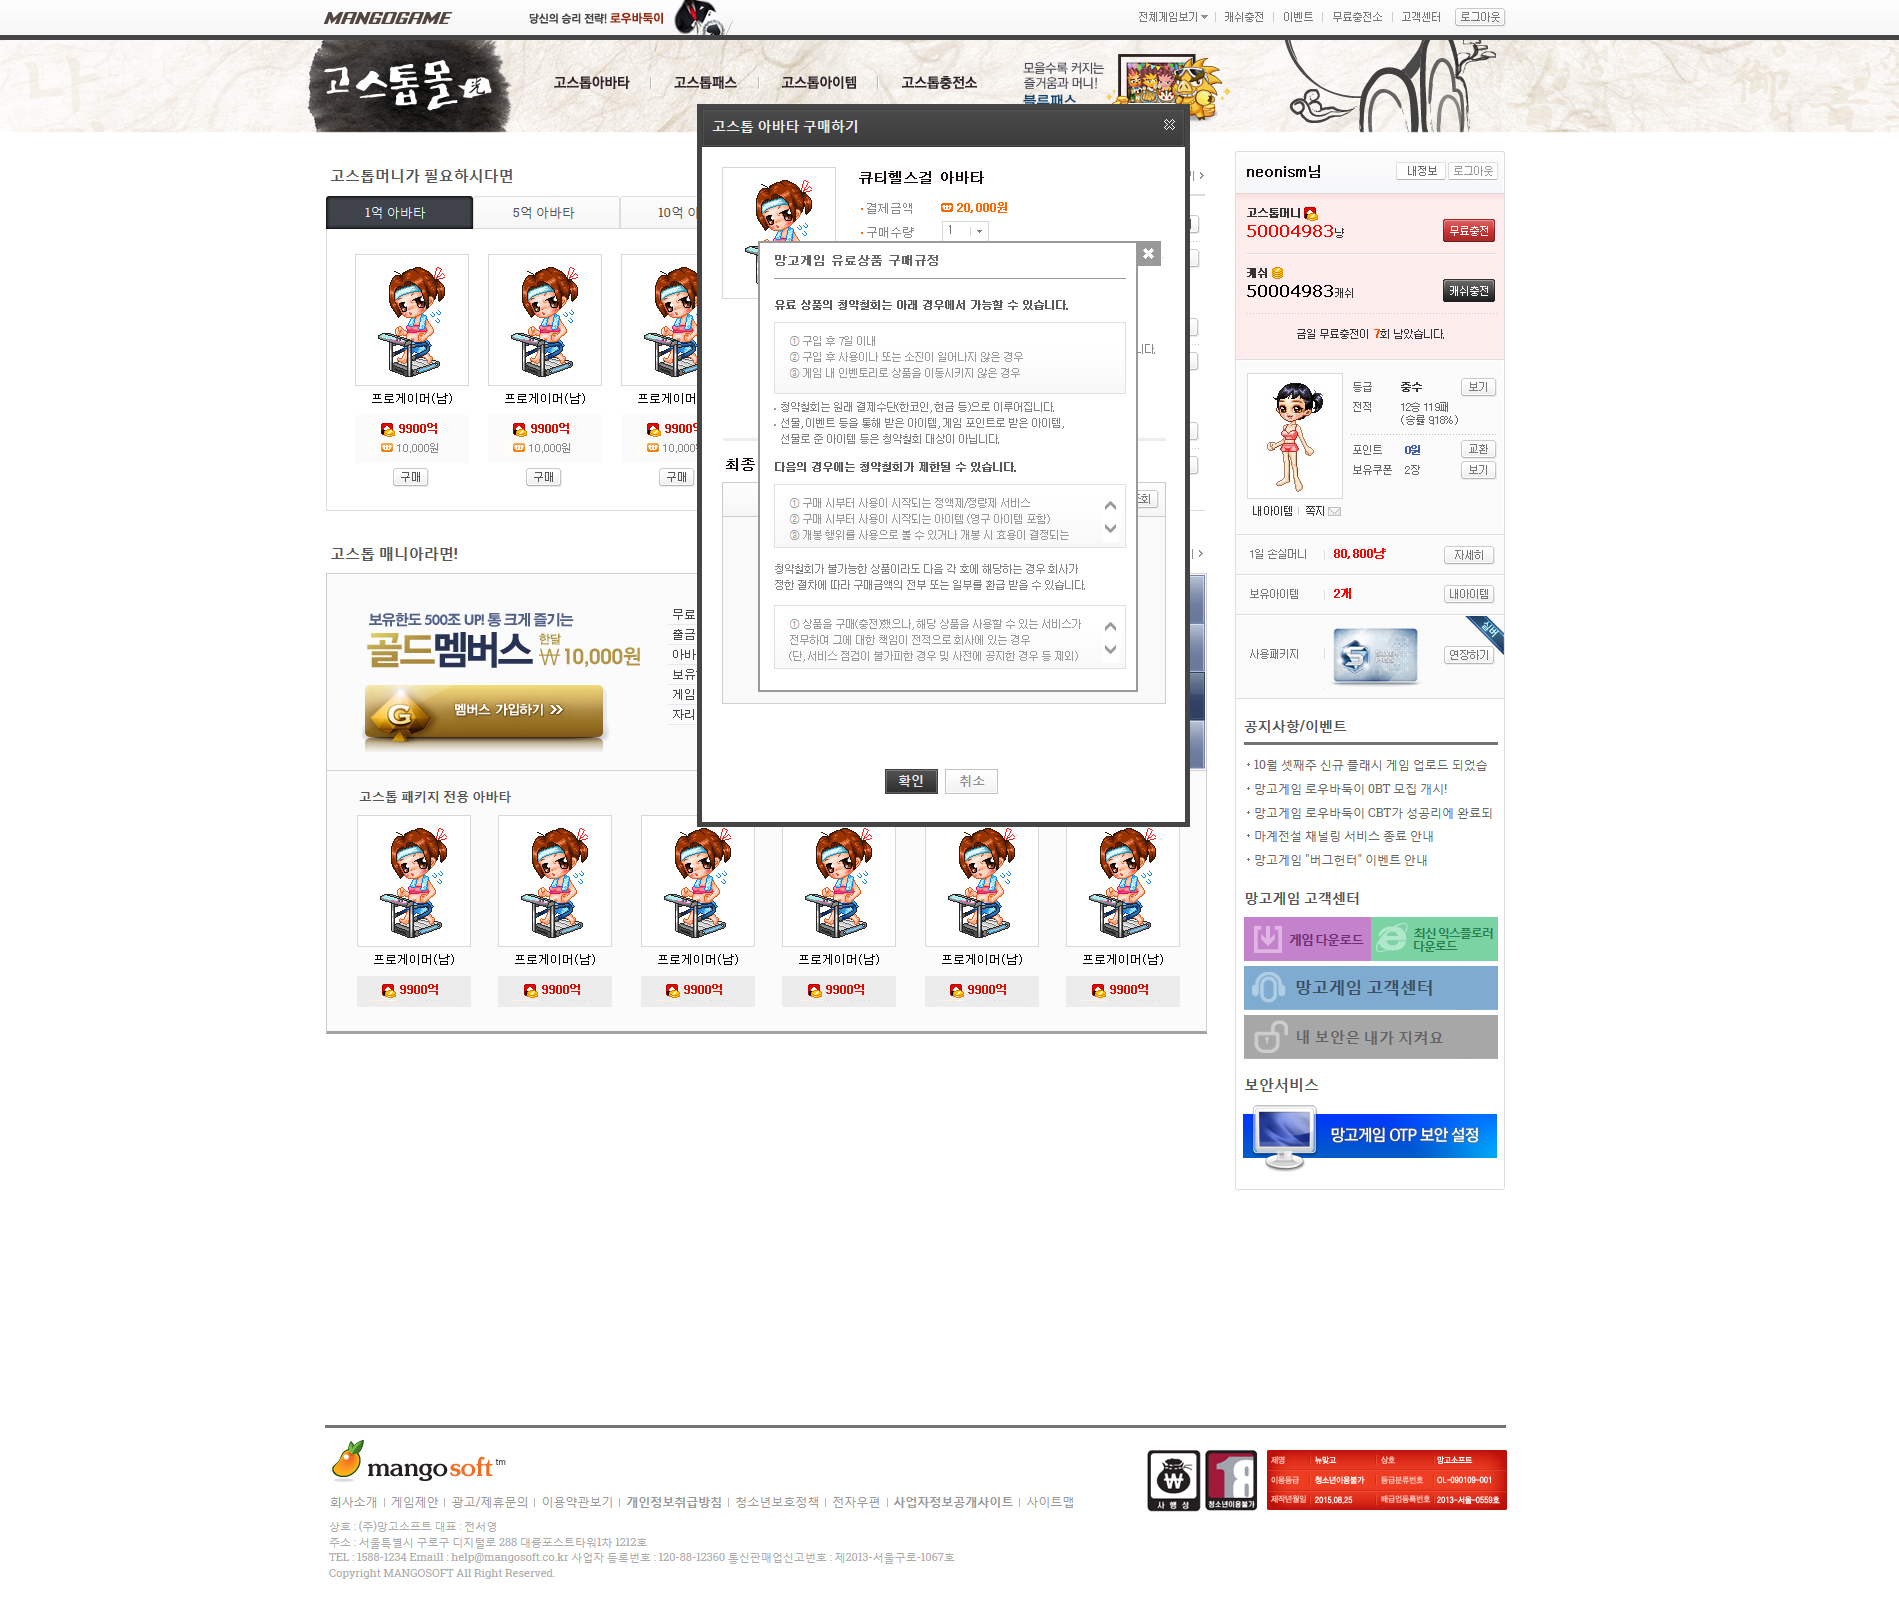 MANGOGAME
당신의 승리 전략! 로우바둑이
전체게임보기
캐쉬충전
이벤트
무료충전소
고객센터
로그아웃
고스톱몰
고스톱아바타
고스톱패스
고스톱아이템
고스톱충전소
모을수록 커지는
즐거움과 머니!
블루패스
고스톱머니가 필요하시다면
1억 아바타
5억 아바타
10억 아
프로게이머(남)
프로게이머(남)
프로게이머
9900억
9900억
9900
10,000원
10,000원
10,000
구매
구매
구매
고스톱 매니아라면!
보유한도 500조 UP! 통 크게 즐기는
골드멤버스 한달 ₩10,000원
G
멤버스 가입하기 >>
무료
출금
아바
보유
게임
자리
고스톱 패키지 전용 아바타
프로게이머(남)
프로게이머(남)
프로게이머(남)
프로게이머(남)
프로게이머(남)
프로게이머(남)
9900억
9900억
9900억
9900억
9900억
9900억
고스톱 아바타 구매하기
큐티헬스걸 아바타
결제금액
20,000원
구매수량
1
니다.
최종
조회
망고게임 유료상품 구매규정
유료 상품의 청약철회는 아래 경우에서 가능할 수 있습니다.
① 구입 후 7일 이내
② 구입 후 사용이나 또는 소진이 일어나지 않은 경우
③ 게임 내 인벤토리로 상품을 이동시키지 않은 경우
· 청약철회는 원래 결제수단(한코인, 현금 등)으로 이루어집니다.
· 선물, 이벤트 등을 통해 받은 아이템, 게임 포인트로 받은 아이템,
선물로 준 아이템 등은 청약철회 대상이 아닙니다.
다음의 경우에는 청약철회가 제한될 수 있습니다.
① 구매 시부터 사용이 시작되는 정액제/정량제 서비스
② 구매 시부터 사용이 시작되는 아이템 (영구 아이템 포함)
③ 개봉 행위를 사용으로 볼 수 있거나 개봉 시 효용이 결정되는
청약철회가 불가능한 상품이라도 다음 각 호에 해당하는 경우 회사가
정한 절차에 따라 구매금액의 전부 또는 일부를 환급 받을 수 있습니다.
① 상품을 구매(충전)했으나, 해당 상품을 사용할 수 있는 서비스가
전무하며 그에 대한 책임이 전적으로 회사에 있는 경우
(단, 서비스 점검이 불가피한 경우 및 사전에 공지한 경우 등 제외)
확인
취소
neonism님
내정보
로그아웃
고스톱머니
50004983냥
무료충전
캐쉬
50004983캐쉬
캐쉬충전
금일 무료충전이 7회 남았습니다.
등급
중수
보기
전적
12승 119패
(승률 9,18%)
포인트
0원
교환
보유쿠폰
2장
보기
내아이템
쪽지
1일 손실머니
80,800냥
자세히
보유아이템
2개
내아이템
사용패키지
S
실버
연장하기
공지사항/이벤트
10월 셋째주 신규 플래시 게임 업로드 되었습
망고게임 로우바둑이 0BT 모집 개시!
망고게임 로우바둑이 CBT가 성공리에 완료되
마계전설 채널링 서비스 종료 안내
망고게임 "버그헌터" 이벤트 안내
망고게임 고객센터
게임 다운로드
최신 익스플로러
다운로드
망고게임 고객센터
내 보안은 내가 지켜요
보안서비스
망고게임 OTP 보안 설정
mangosoft tm
회사소개
게임제안
광고/제휴문의
이용약관보기
개인정보취급방침
청소년보호정책
전자우편
사업자정보공개사이트
사이트맵
상호 : (주)망고소프트 대표 : 전서영
주소 : 서울특별시 구로구 디지털로 288 대륭포스트타워1차 1212호
TEL : 1588-1234 Emaill : help@mangosoft.co.kr 사업자 등록번호 : 120-88-12360 통신판매업신고번호 : 제2013-서울구로-1067호
Copyright MANGOSOFT All Right Reserved.
사행성
18
청소년이용불가
제명
뉴맞고
상호
망고소프트
이용등급
청소년이용불가
등급분류번호
OL-090109-001
제작년월일
2015,08,25
배급업등록번호
2013-서울-0559호